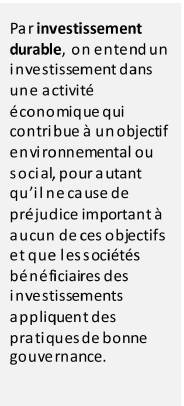 Par investissement
durable, on entend un
investissement dans
une activité
économique qui
contribue à un objectif
environnemental ou
social, pour autant
qu'il ne cause de
préjudice important à
aucun de ces objectifs
et que les sociétés
bénéficiaires des
investissements
appliquent des
pratiques de bonne
gouvernance.